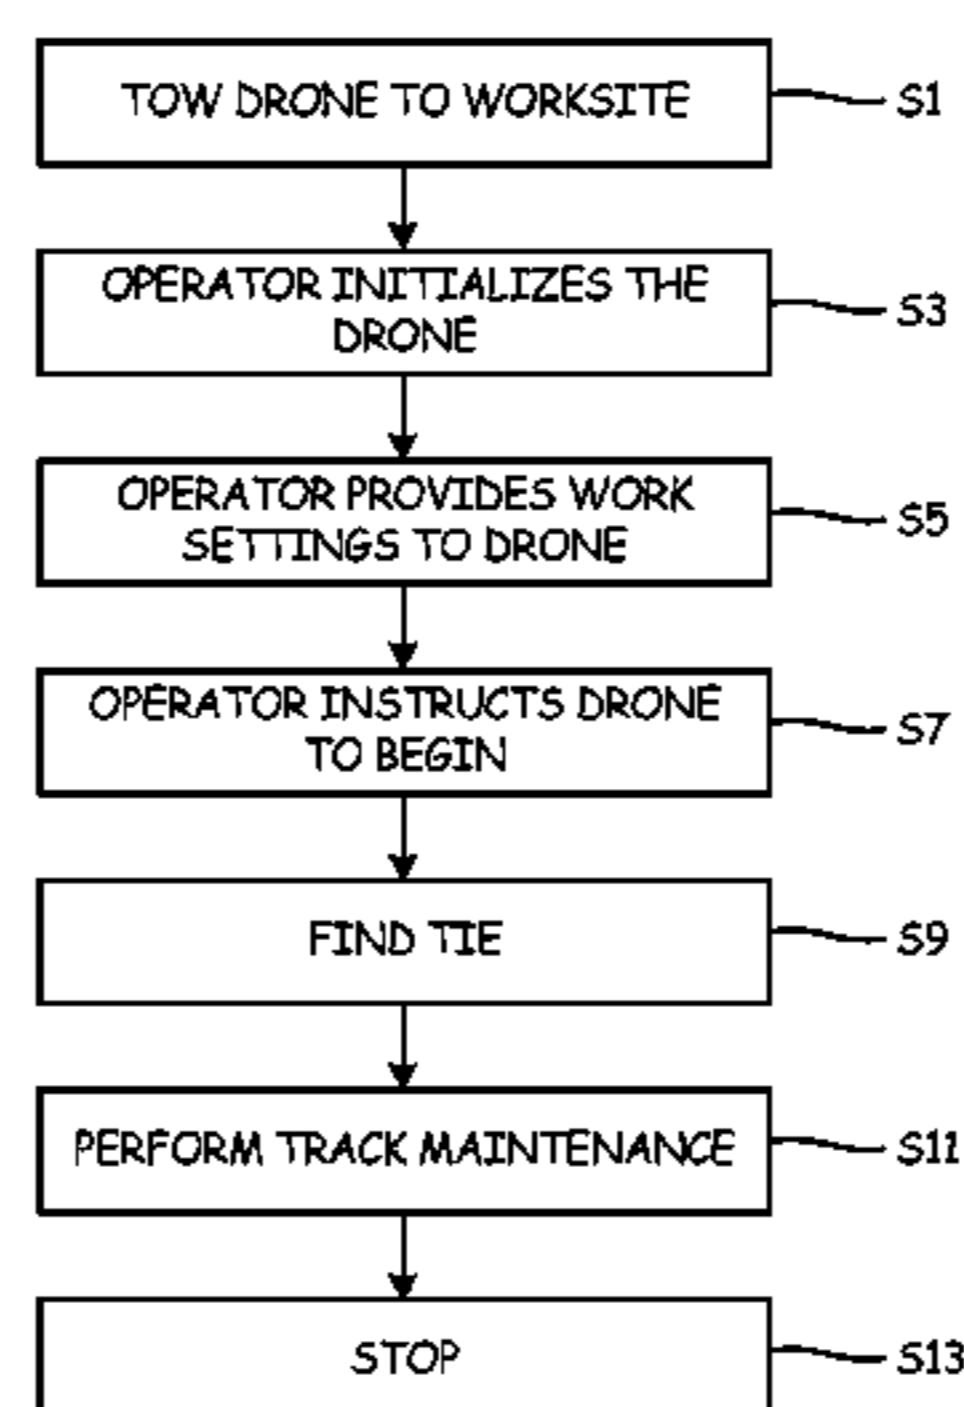 TOW DRONE TO WORKSITE
S1
OPERATOR INITIALIZES THE
DRONE
S3
OPERATOR PROVIDES WORK
SETTINGS TO DRONE
S5
OPERATOR INSTRUCTS DRONE
TO BEGIN
S7
FIND TIE
S9
PERFORM TRACK MAINTENANCE
S11
STOP
S13